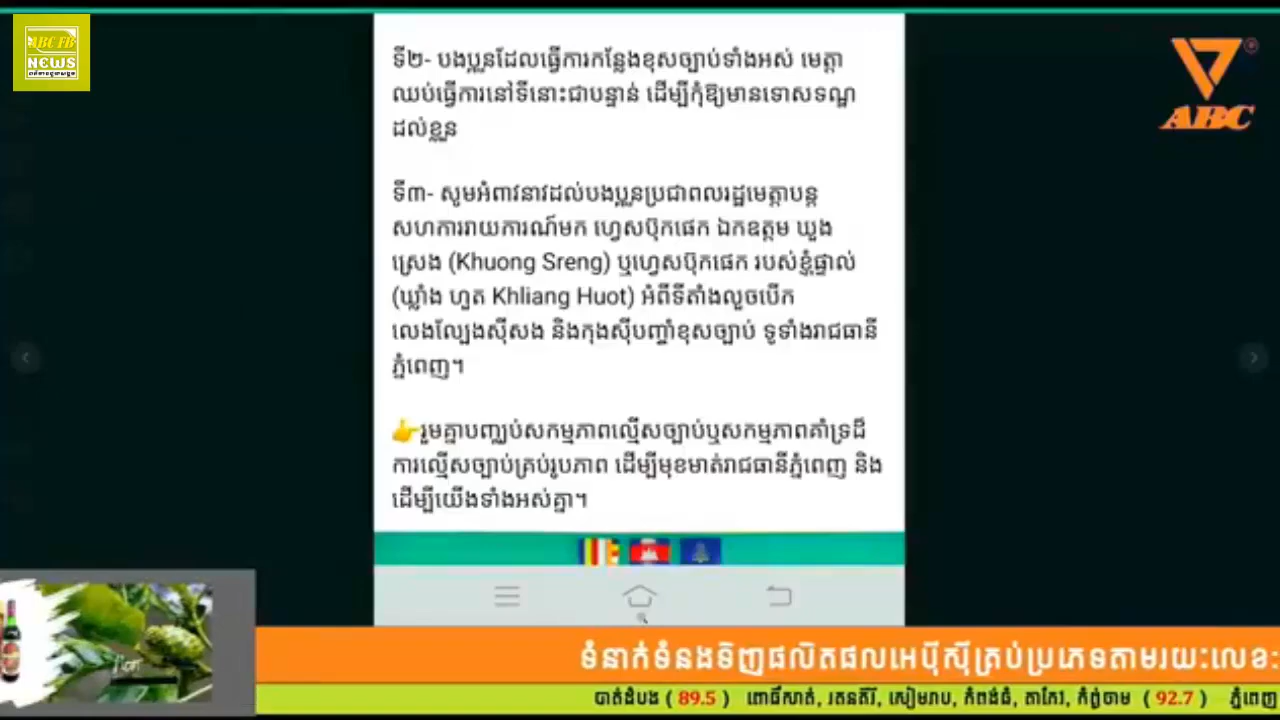 ABC FB
NEWS
ទី២- បងប្អូនដែលធ្វើការកន្លែងខុសច្បាប់ទាំងអស់ មេត្តា
ឈប់ធ្វើការនៅទីនោះជាបន្ទាន់ ដើម្បីកុំឱ្យមានទោសទណ្ឌ
ដល់ខ្លួន
ABC
ទី៣- សូមអំពាវនាវដល់បងប្អូនប្រជាពលរដ្ឋមេត្តាបន្ត
សហការរាយការណ៍មក ហ្វេសប៊ុកផេក ឯកឧត្តម ឃួង
ស្រេង (Khuong Sreng) ឬហ្វេសប៊ុកផេក របស់ខ្ញុំផ្ទាល់
(ឃ្លាំង ហួត Khliang Huot) អំពីទីតាំងលួចបើក
លេងល្បែងស៊ីសង និងកុងស៊ីបញ្ចាំខុសច្បាប់ ទូទាំងរាជធានី
ភ្នំពេញ។
👉រួមគ្នាបញ្ឈប់សកម្មភាពល្មើសច្បាប់ឬសកម្មភាពគាំទ្រដ៏
ការល្មើសច្បាប់គ្រប់រូបភាព ដើម្បីមុខមាត់រាជធានីភ្នំពេញ និង
ដើម្បីយើងទាំងអស់គ្នា។
ទំនាក់ទំនងទិញផលិតផលអេប៊ីស៊ីគ្រប់ប្រភេទតាមរយៈលេខ:
បាត់ដំបង ( 89.5 ) ពោធិ៍សាត់, រតនគិរី, សៀមរាប, កំពង់ធំ, តាកែវ, កំពង់ចាម ( 92.7 ) ភ្នំពេញ